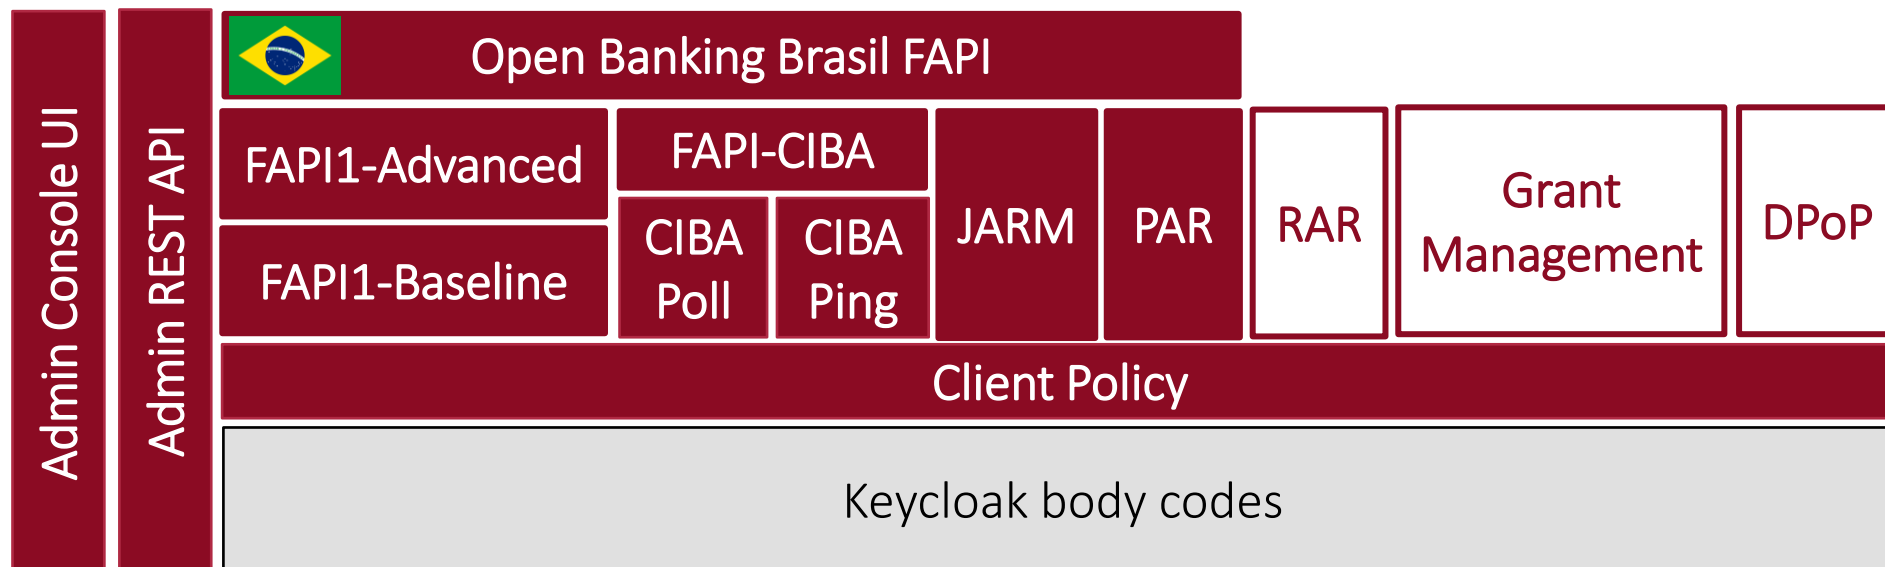 Admin Console UI
Admin REST API
Open Banking Brasil FAPI
FAPI1-Advanced
FAPI1-Baseline
FAPI-CIBA
CIBA
Poll
CIBA
Ping
JARM
PAR
RAR
Grant
Management
DPoP
Client Policy
Keycloak body codes